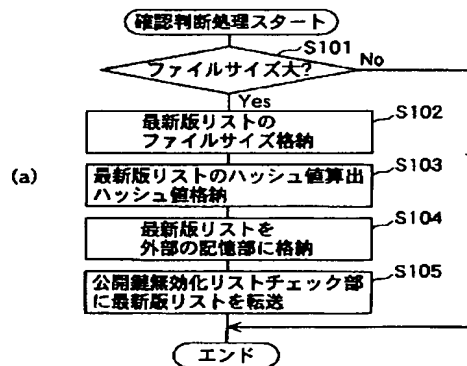 確認判断処理スタート
S101
ファイルサイズ大?
No
Yes
S102
最新版リストの
ファイルサイズ格納
S103
(a)
最新版リストのハッシュ値算出
ハッシュ値格納
S104
最新版リストを
外部の記憶部に格納
S105
公開鍵無効化リストチェック部
に最新版リストを転送
エンド